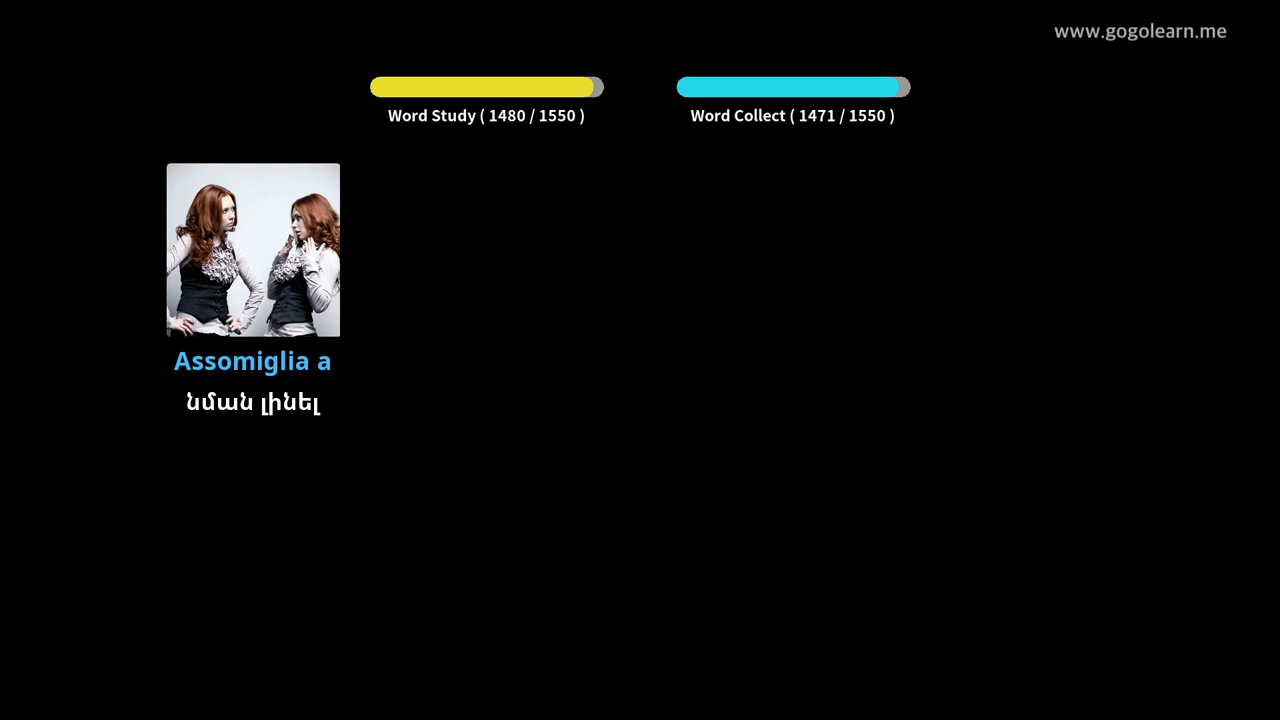 www.gogolearn.me
Word Study ( 1480 / 1550 )
Word Collect ( 1471 / 1550 )
Assomiglia a
նման լինել